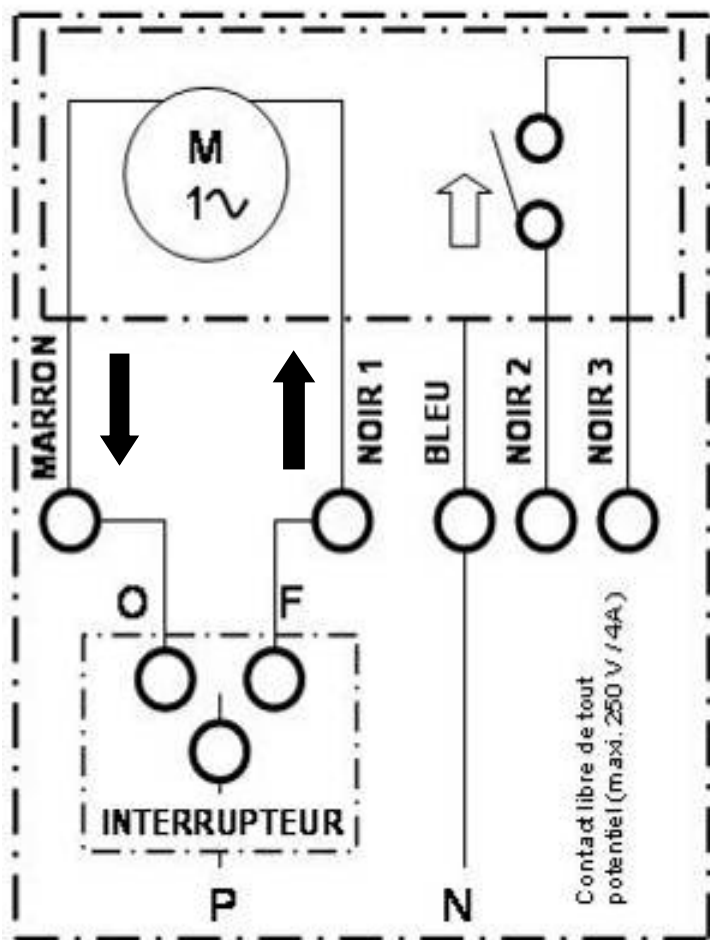 M
1∿
MARRON
NOIR 1
BLEU
NOIR 2
NOIR 3
O
F
INTERRUPTEUR
P
N
Contact libre de tout
potentiel (maxi. 250 V / 4A)